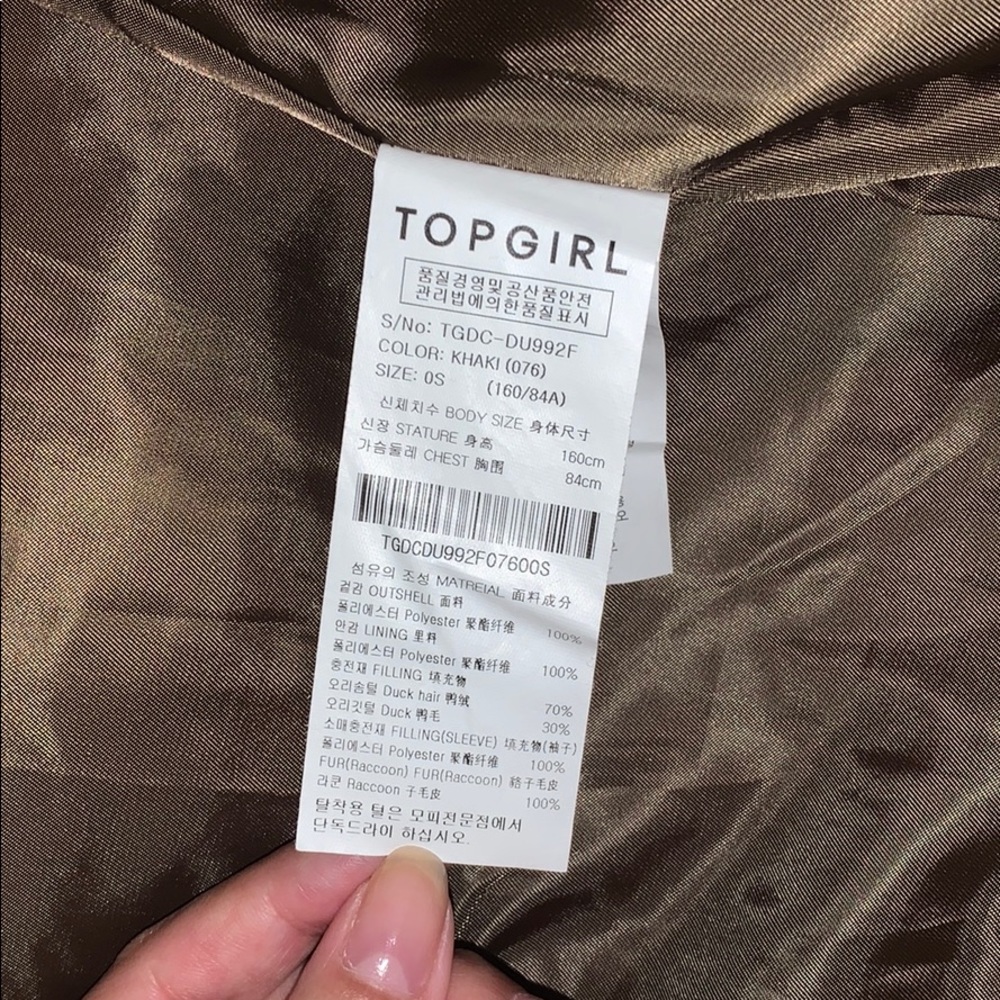 TOPGIRL
품질경영및공산품안전
관리법에의한품질표시
S/No: TGDC-DU992F
COLOR: KHAKI (076)
SIZE: 0S (160/84A)
신체치수 BODY SIZE 身体尺寸
신장 STATURE 身高 160cm
가슴둘레 CHEST 胸围 84cm
TGDCDU992F07600S
섬유의 조성 MATREIAL 面料成分
겉감 OUTSHELL 面料
폴리에스터 Polyester 聚酯纤维 100%
안감 LINING 里料
폴리에스터 Polyester 聚酯纤维 100%
충전재 FILLING 填充物
오리솜털 Duck hair 鸭绒 70%
오리깃털 Duck 鸭毛 30%
소매충전재 FILLING(SLEEVE) 填充物(袖子)
폴리에스터 Polyester 聚酯纤维 100%
FUR(Raccoon) FUR(Raccoon) 貉子毛皮
라쿤 Raccoon 子毛皮 100%
탈착용 털은 모피전문점에서
단독드라이 하십시오.